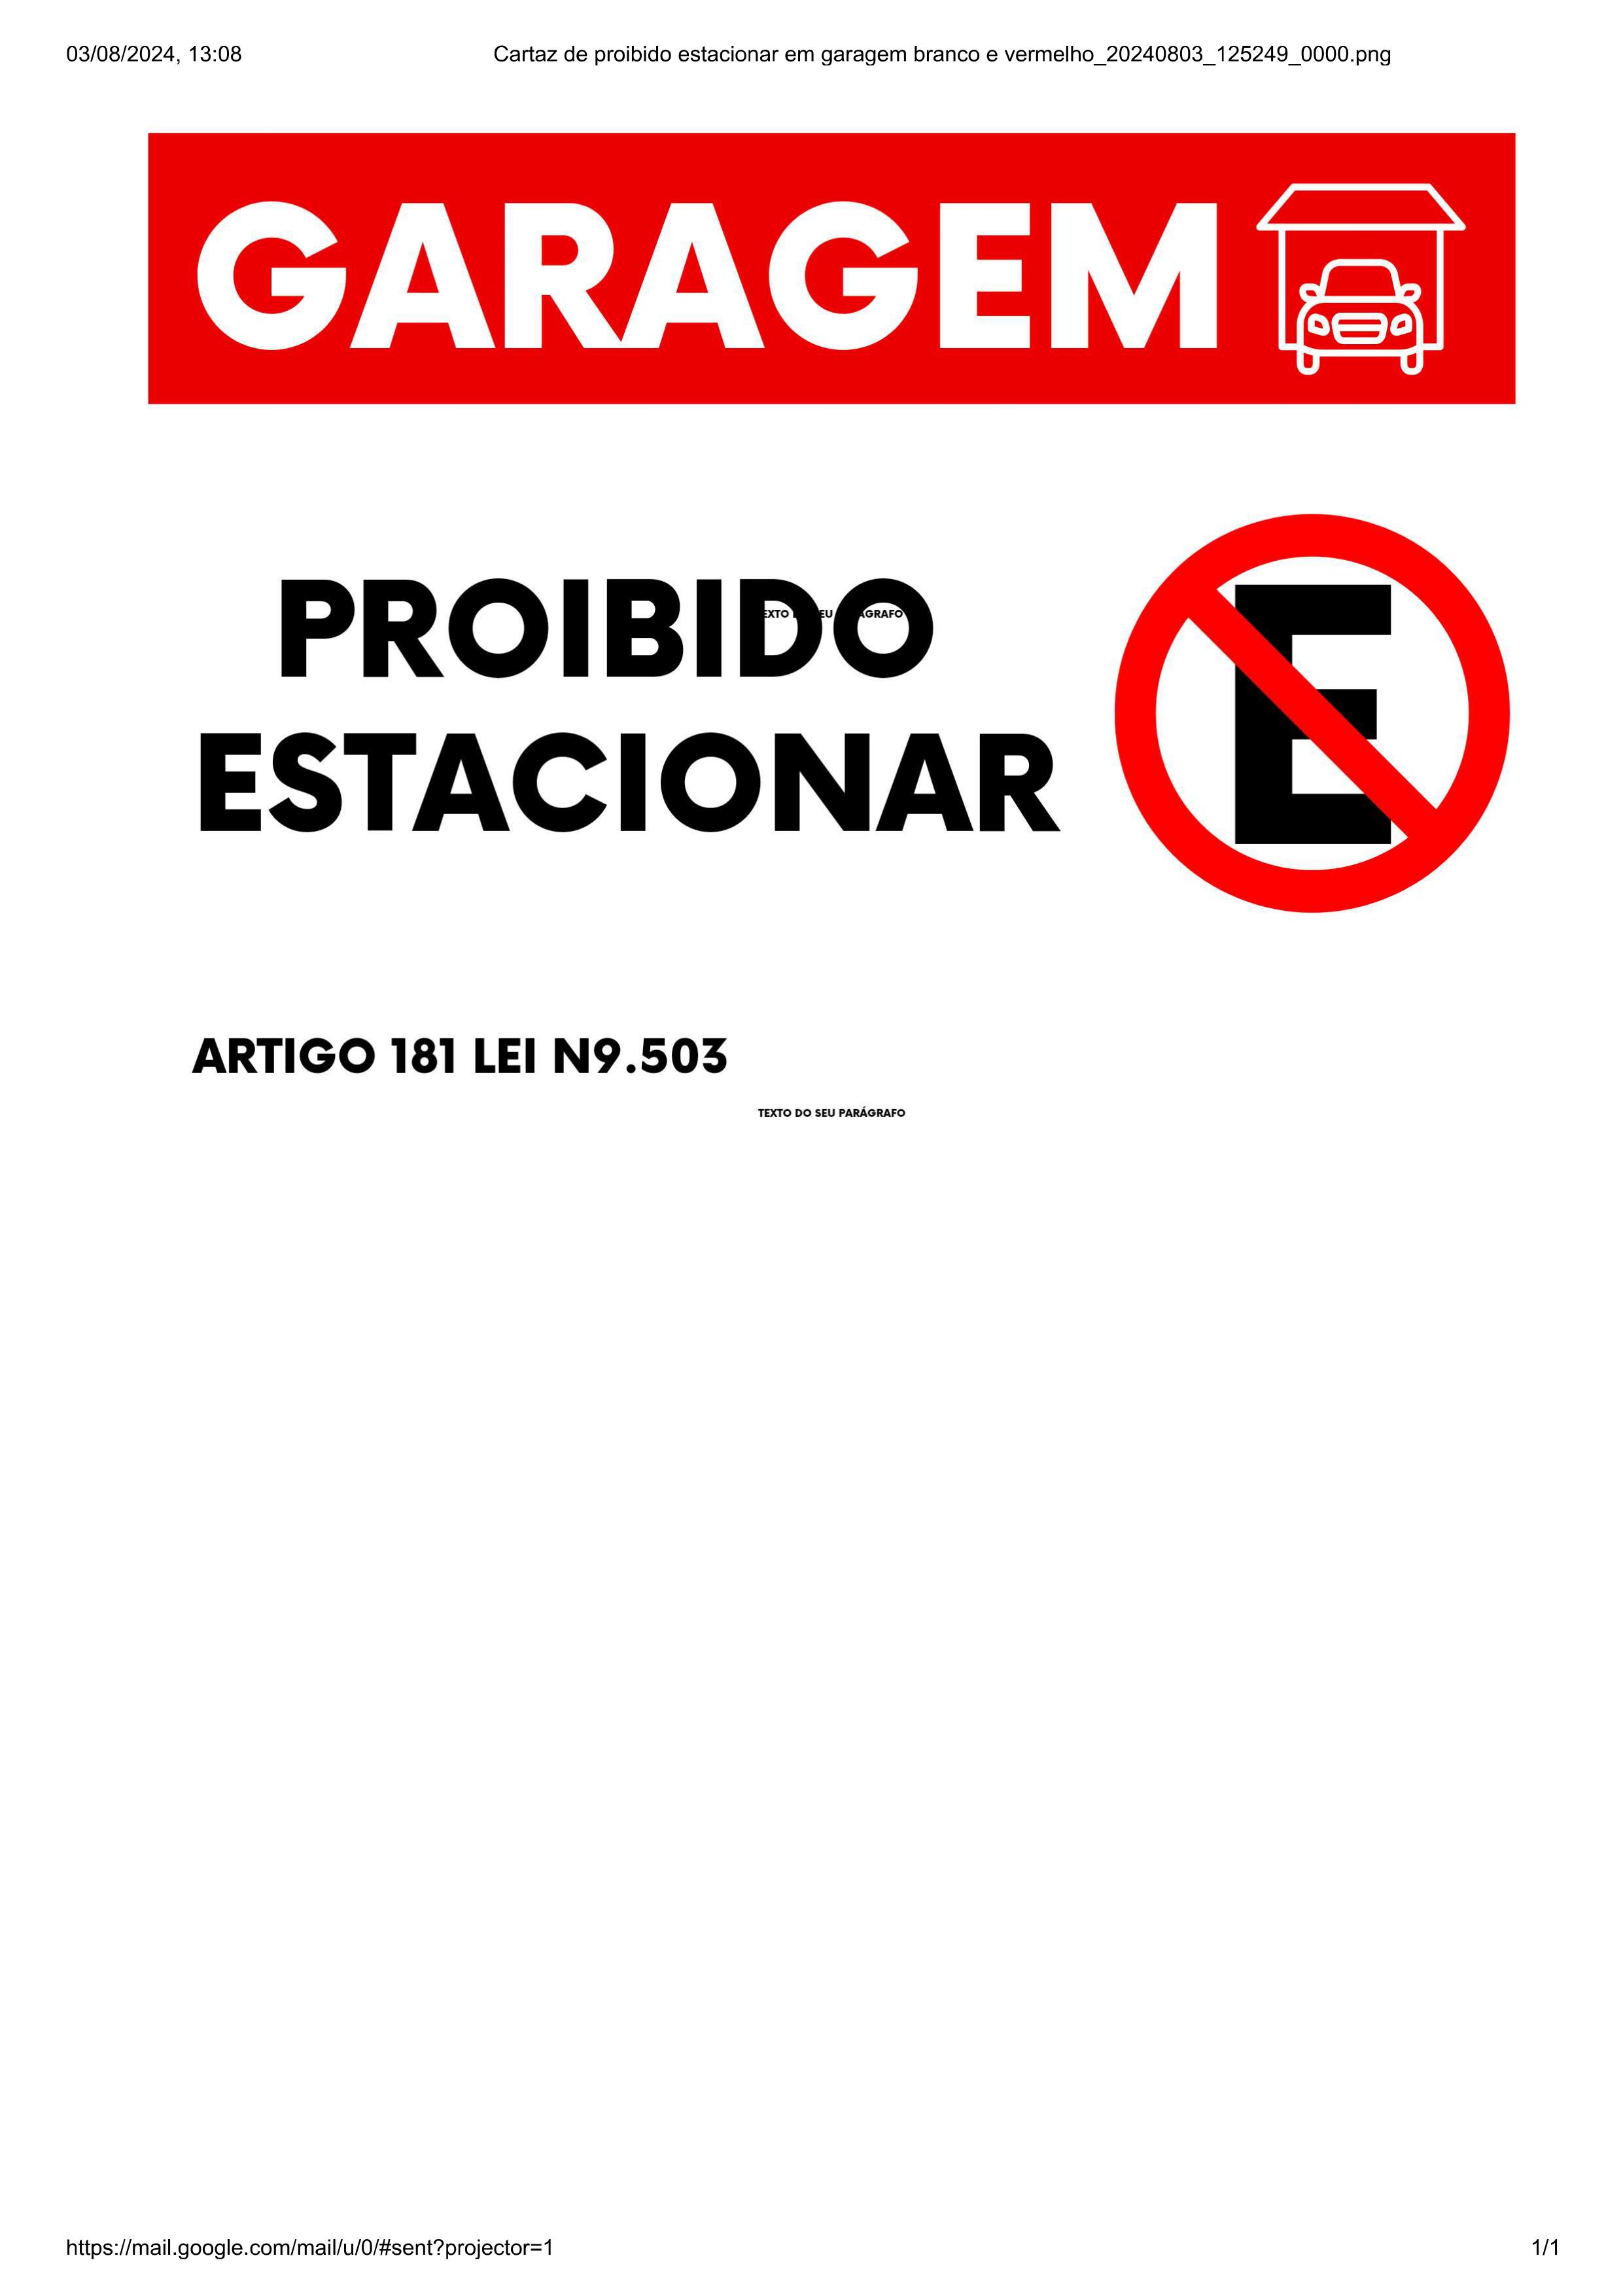 03/08/2024, 13:08 Cartaz de proibido estacionar em garagem branco e vermelho_20240803_125249_0000.png
GARAGEM
PROIBIDO
ESTACIONAR
E
ARTIGO 181 LEI N9.503
TEXTO DO SEU PARÁGRAFO
https://mail.google.com/mail/u/0/#sent?projector=1 1/1